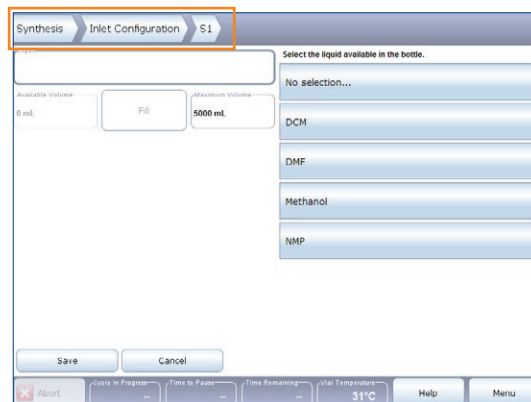 Synthesis Inlet Configuration S1
Select the liquid available in the bottle.
No selection...
Available Volume
0 mL
Fill
Maximum Volume
5000 mL
DCM
DMF
Methanol
NMP
Save
Cancel
Abort
Cycle in Progress
--
Time to Pause
--
Time Remaining
--
Vial Temperature
31°C
Help
Menu